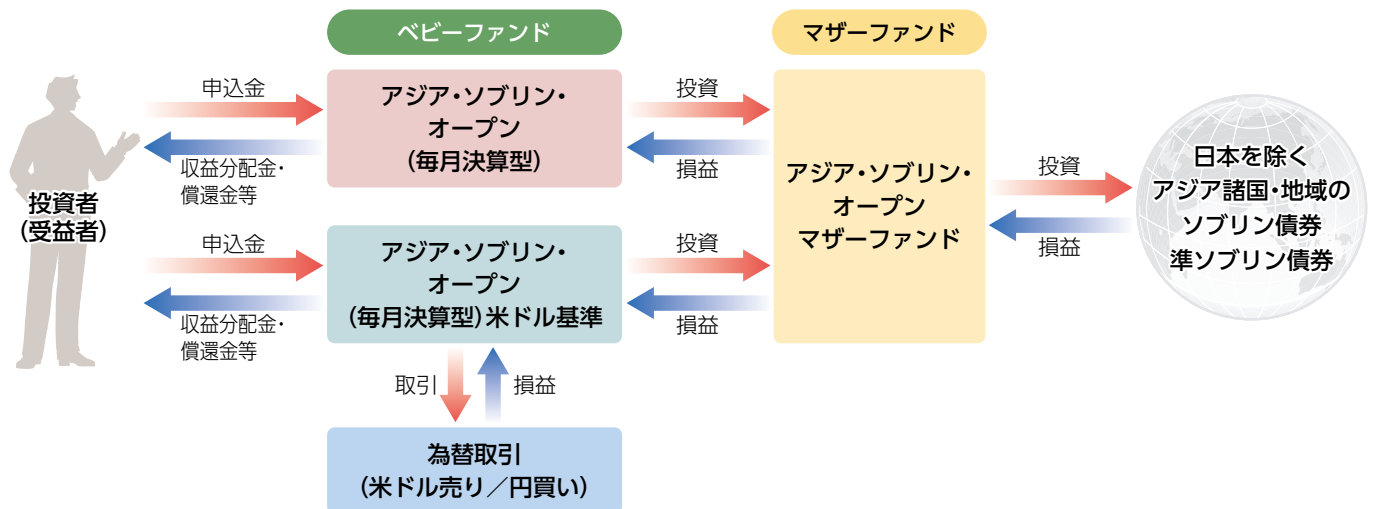 ベビーファンド
マザーファンド
申込金
収益分配金・
償還金等
アジア・ソブリン・
オープン
(毎月決算型)
投資
損益
投資者
(受益者)
申込金
収益分配金・
償還金等
アジア・ソブリン・
オープン
(毎月決算型)米ドル基準
投資
損益
アジア・ソブリン・
オープン
マザーファンド
投資
損益
日本を除く
アジア諸国・地域の
ソブリン債券
準ソブリン債券
取引
損益
為替取引
(米ドル売り／円買い)